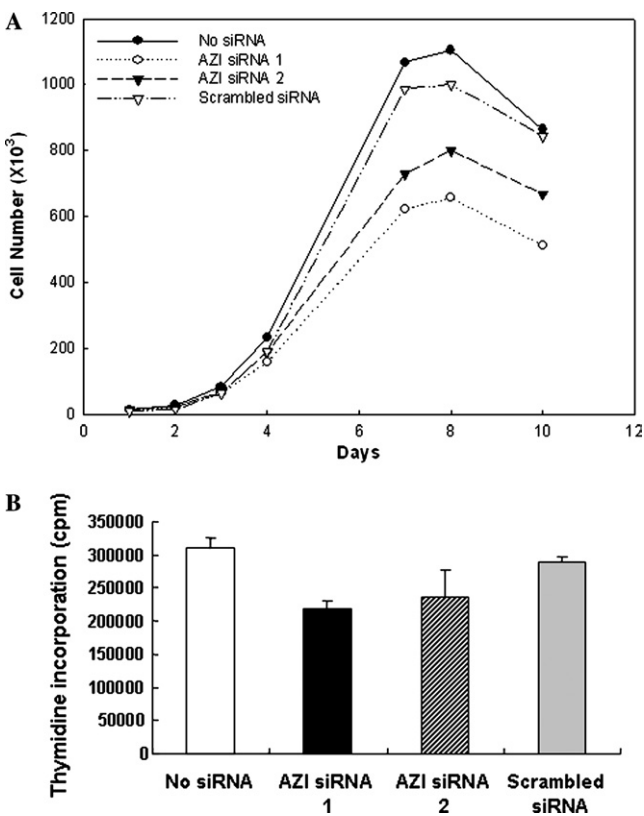 A
1200
1000
800
600
400
200
0
Cell Number (X10³)
No siRNA
AZI siRNA 1
AZI siRNA 2
Scrambled siRNA
0 2 4 6 8 10 12
Days
B
Thymidine incorporation (cpm)
350000
300000
250000
200000
150000
100000
50000
0
No siRNA
AZI siRNA
1
AZI siRNA
2
Scrambled
siRNA